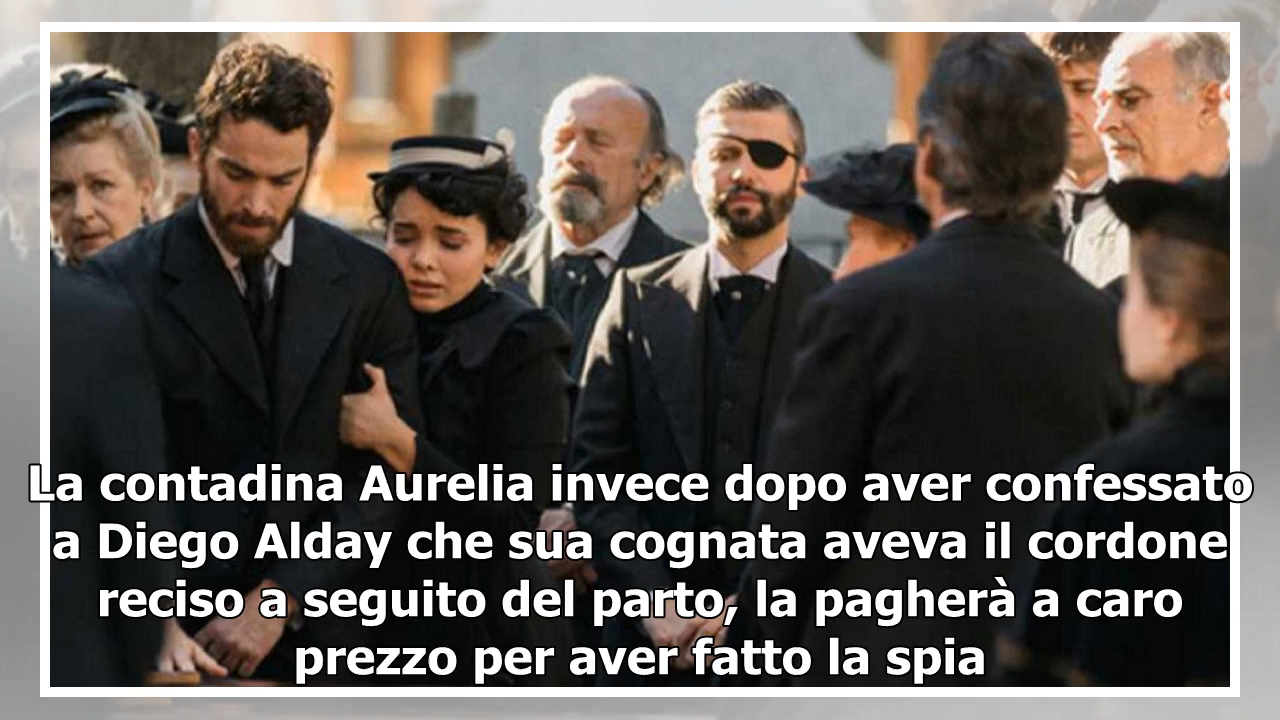 La contadina Aurelia invece dopo aver confessato
a Diego Alday che sua cognata aveva il cordone
reciso a seguito del parto, la pagherà a caro
prezzo per aver fatto la spia